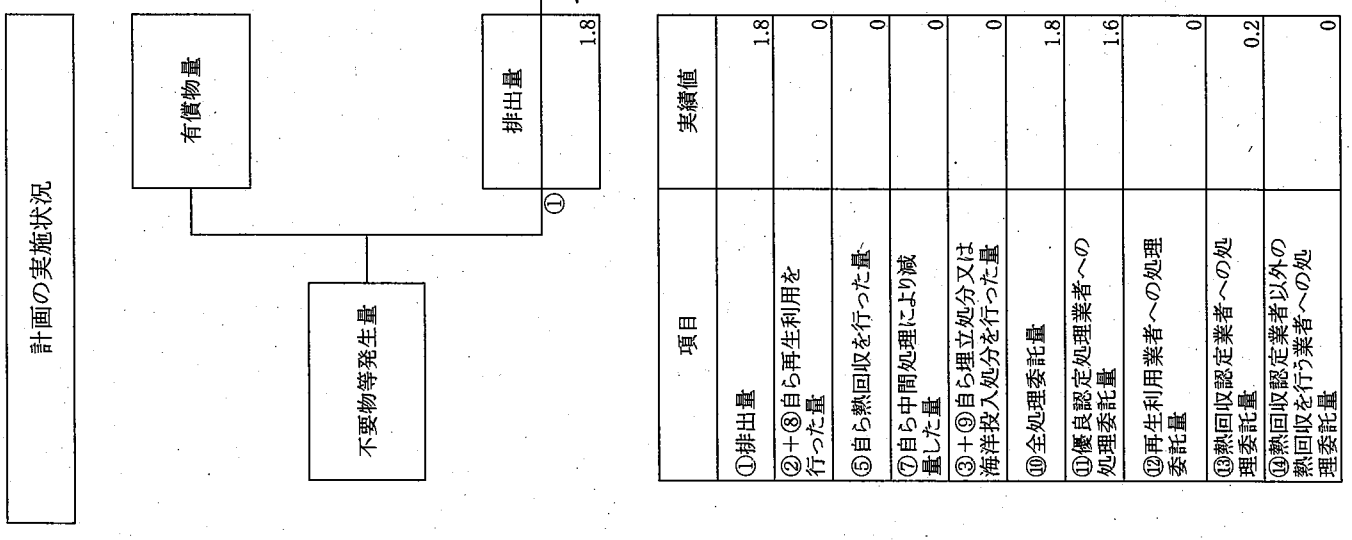 計画の実施状況
有償物量
不要物等発生量
排出量
①
1.8
項目
実績値
①排出量
1.8
②+⑧自ら再生利用を
行った量
0
⑤自ら熱回収を行った量
0
⑦自ら中間処理により減
量した量
0
③+⑨自ら埋立処分又は
海洋投入処分を行った量
0
⑩全処理委託量
1.8
⑪優良認定処理業者への
処理委託量
1.6
⑫再生利用業者への処理
委託量
0
⑬熱回収認定業者への処
理委託量
0.2
⑭熱回収認定業者以外の
熱回収を行う業者への処
理委託量
0